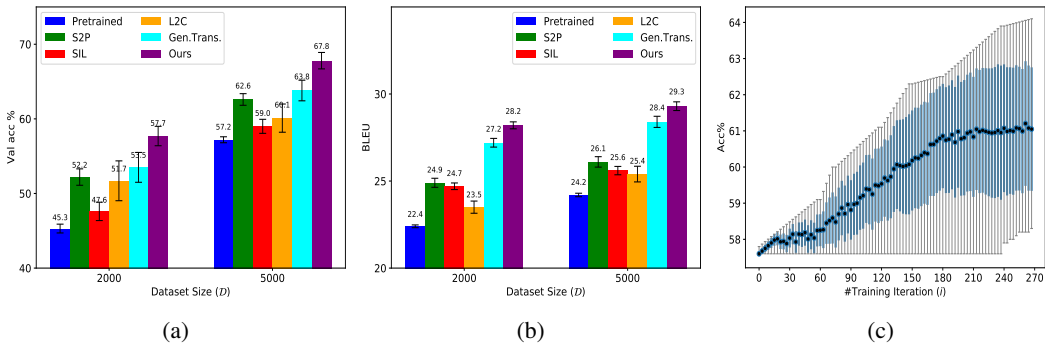 Pretrained
S2P
SIL
L2C
Gen.Trans.
Ours
Val acc %
70
60
50
40
45.3
52.2
47.6
51.7
53.5
57.7
57.2
62.6
59.0
60.1
63.8
67.8
2000
5000
Dataset Size (𝒟)
(a)
Pretrained
S2P
SIL
L2C
Gen.Trans.
Ours
BLEU
30
25
20
22.4
24.9
24.7
23.5
27.2
28.2
24.2
26.1
25.6
25.4
28.4
29.3
2000
5000
Dataset Size (𝒟)
(b)
Acc%
64
63
62
61
60
59
58
0 30 60 90 120 150 180 210 240 270
#Training Iteration (i)
(c)